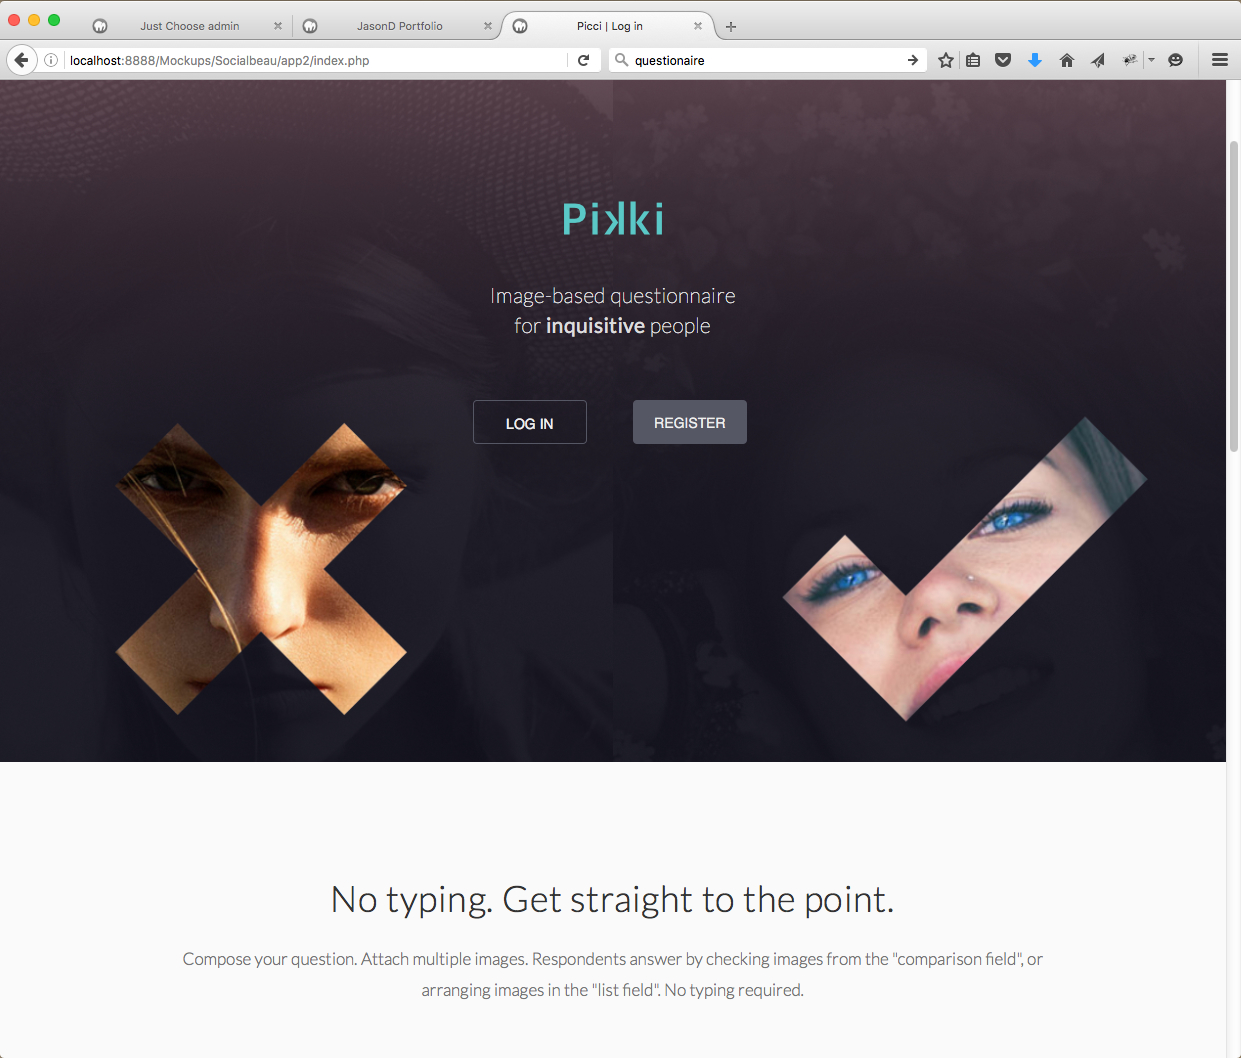 Just Choose admin
JasonD Portfolio
Picci | Log in
localhost:8888/Mockups/Socialbeau/app2/index.php
questionaire
Pikki
Image-based questionnaire
for inquisitive people
LOG IN
REGISTER
No typing. Get straight to the point.
Compose your question. Attach multiple images. Respondents answer by checking images from the "comparison field", or
arranging images in the "list field". No typing required.